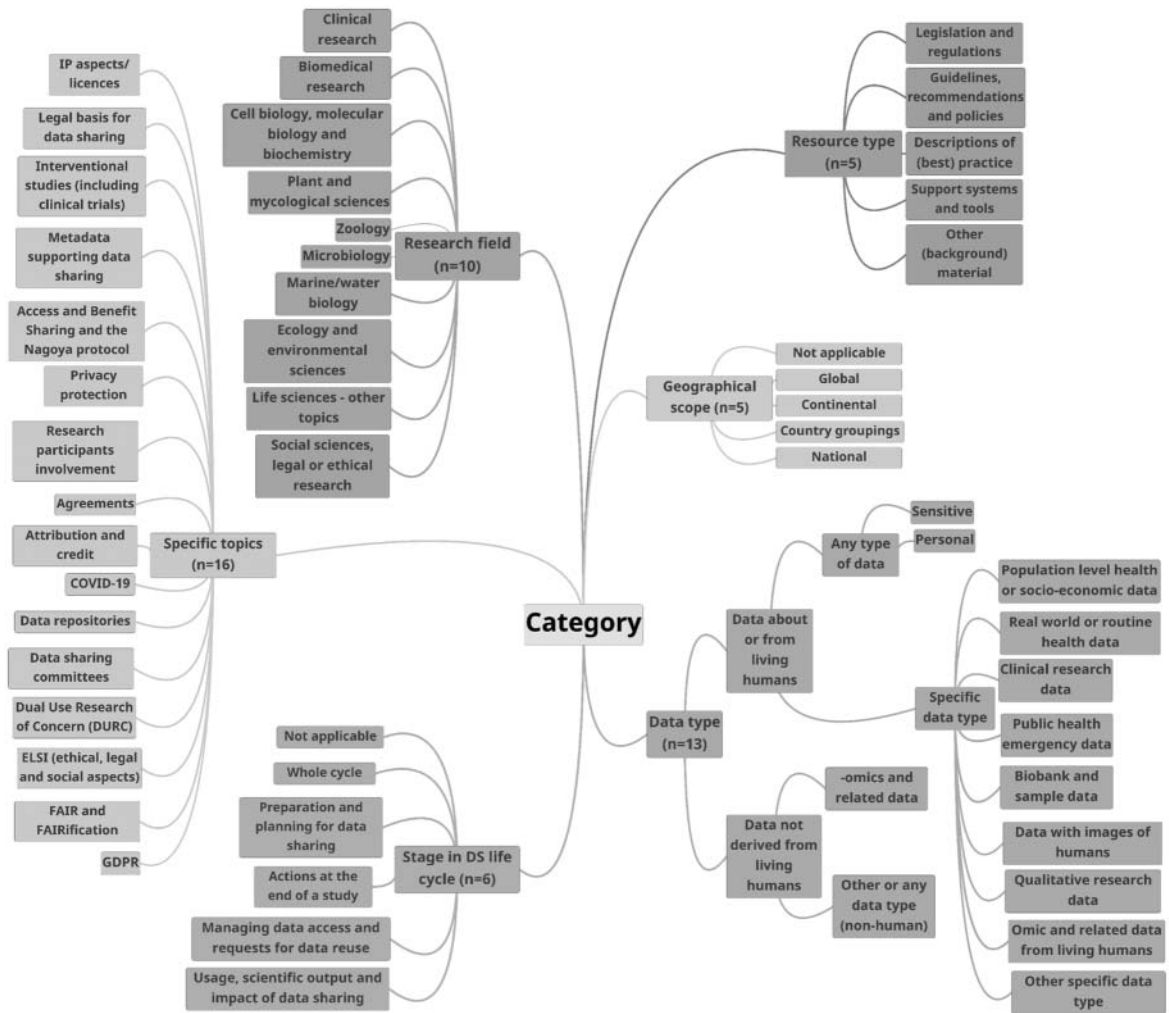 Category
Research field
(n=10)
Clinical
research
Biomedical
research
Cell biology, molecular
biology and
biochemistry
Plant and
mycological sciences
Zoology
Microbiology
Marine/water
biology
Ecology and
environmental
sciences
Life sciences - other
topics
Social sciences,
legal or ethical
research
Specific topics
(n=16)
IP aspects/
licences
Legal basis for
data sharing
Interventional
studies (including
clinical trials)
Metadata
supporting data
sharing
Access and Benefit
Sharing and the
Nagoya protocol
Privacy
protection
Research
participants
involvement
Agreements
Attribution and
credit
COVID-19
Data repositories
Data sharing
committees
Dual Use Research
of Concern (DURC)
ELSI (ethical, legal
and social aspects)
FAIR and
FAIRification
GDPR
Stage in DS life
cycle (n=6)
Not applicable
Whole cycle
Preparation and
planning for data
sharing
Actions at the
end of a study
Managing data access and
requests for data reuse
Usage, scientific output and
impact of data sharing
Resource type
(n=5)
Legislation and
regulations
Guidelines,
recommendations
and policies
Descriptions of
(best) practice
Support systems
and tools
Other
(background)
material
Geographical
scope (n=5)
Not applicable
Global
Continental
Country groupings
National
Data type
(n=13)
Data about
or from
living
humans
Any type
of data
Sensitive
Personal
Specific
data type
Population level health
or socio-economic data
Real world or routine
health data
Clinical research
data
Public health
emergency data
Biobank and
sample data
Data with images of
humans
Qualitative research
data
Omic and related data
from living humans
Other specific data
type
Data not
derived from
living
humans
-omics and
related data
Other or any
data type
(non-human)